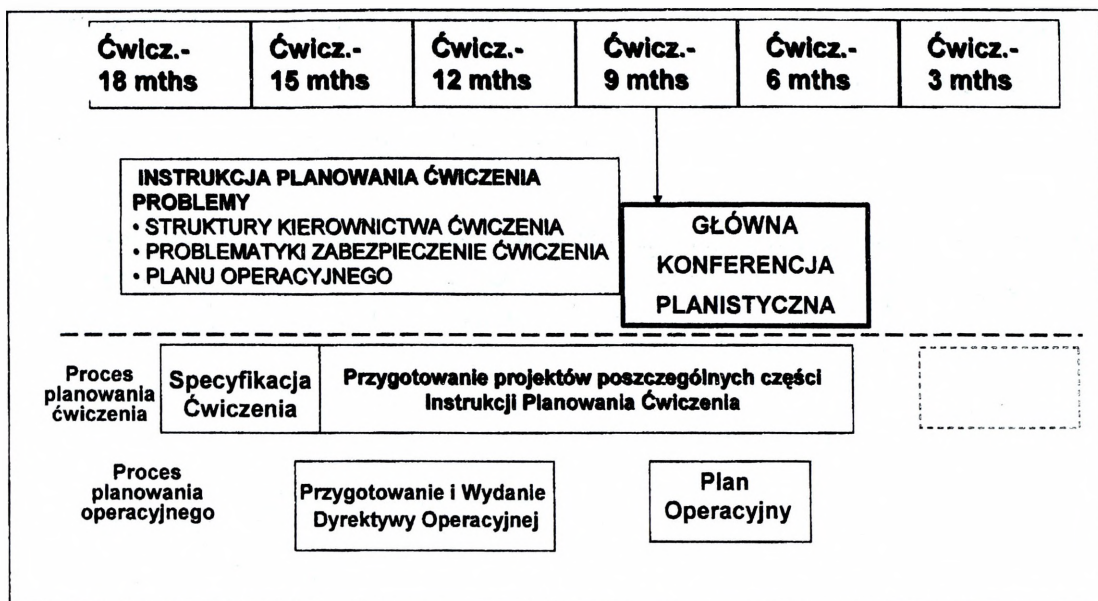 Ćwicz.-
18 mths
Ćwicz.-
15 mths
Ćwicz.-
12 mths
Ćwicz.-
9 mths
Ćwicz.-
6 mths
Ćwicz.-
3 mths
INSTRUKCJA PLANOWANIA ĆWICZENIA
PROBLEMY
• STRUKTURY KIEROWNICTWA ĆWICZENIA
• PROBLEMATYKI ZABEZPIECZENIE ĆWICZENIA
• PLANU OPERACYJNEGO
GŁÓWNA
KONFERENCJA
PLANISTYCZNA
Proces
planowania
ćwiczenia
Specyfikacja
Ćwiczenia
Przygotowanie projektów poszczególnych części
Instrukcji Planowania Ćwiczenia
Proces
planowania
operacyjnego
Przygotowanie i Wydanie
Dyrektywy Operacyjnej
Plan
Operacyjny